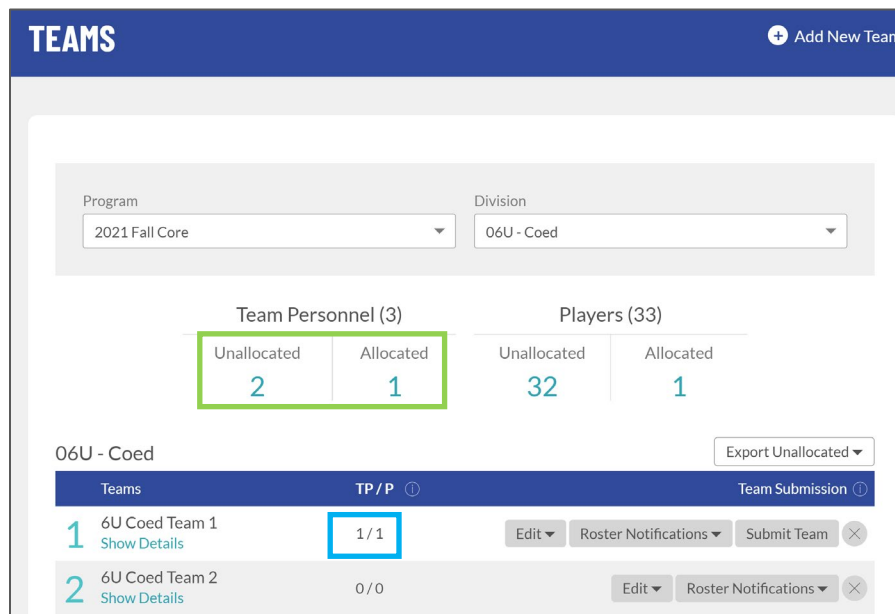 TEAMS
Add New Team
Program
Division
2021 Fall Core
06U - Coed
Team Personnel (3)
Players (33)
Unallocated
Allocated
Unallocated
Allocated
2
1
32
1
06U - Coed
Export Unallocated
Teams
TP / P
Team Submission
1
6U Coed Team 1
Show Details
1 / 1
Edit
Roster Notifications
Submit Team
2
6U Coed Team 2
Show Details
0 / 0
Edit
Roster Notifications